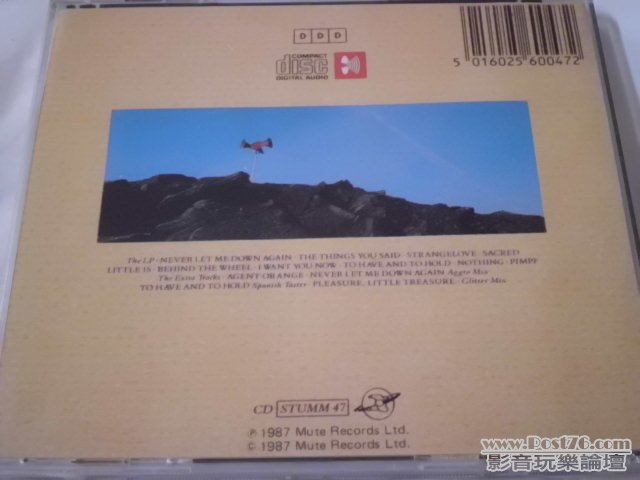 DDD
COMPACT
disc
DIGITAL AUDIO
5 016025 600472
The LP · NEVER LET ME DOWN AGAIN · THE THINGS YOU SAID · STRANGELOVE · SACRED
LITTLE 15 · BEHIND THE WHEEL · I WANT YOU NOW · TO HAVE AND TO HOLD · NOTHING · PIMPF
The Extra Tracks · AGENT ORANGE · NEVER LET ME DOWN AGAIN Aggro Mix
TO HAVE AND TO HOLD Spanish Taster · PLEASURE, LITTLE TREASURE · Glitter Mix
CD STUMM 47
℗ 1987 Mute Records Ltd.
© 1987 Mute Records Ltd.
www.Post76.com
影音玩樂論壇